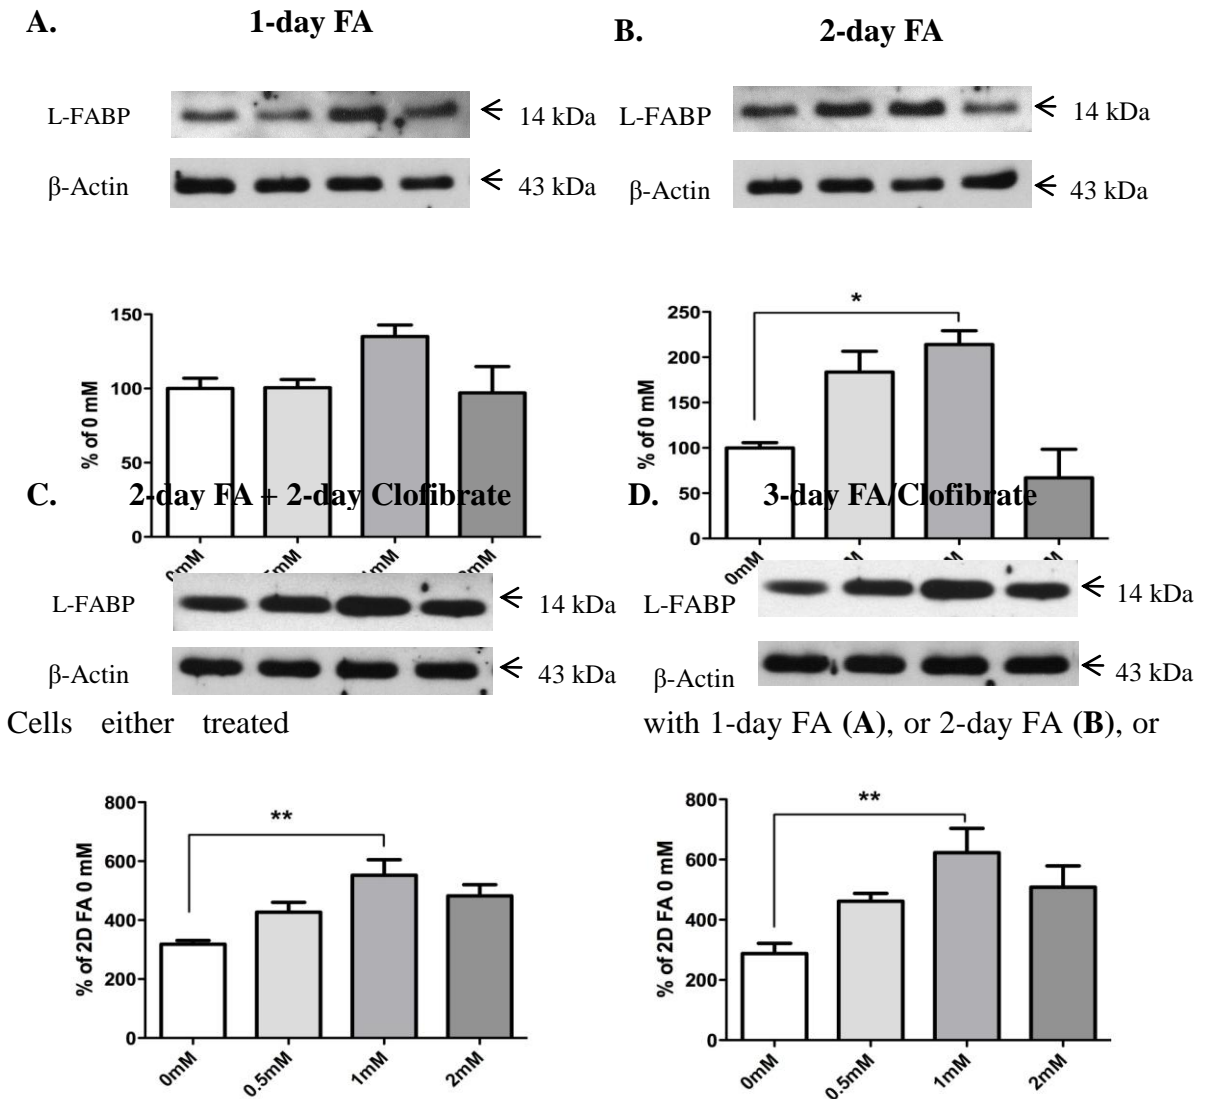 A. 1-day FA
B. 2-day FA
L-FABP 14 kDa
β-Actin 43 kDa
L-FABP 14 kDa
β-Actin 43 kDa
% of 0 mM
150
100
50
0
0mM
*
% of 0 mM
250
200
150
100
50
0
0mM
C. 2-day FA + 2-day Clofibrate
D. 3-day FA/Clofibrate
L-FABP 14 kDa
β-Actin 43 kDa
L-FABP 14 kDa
β-Actin 43 kDa
Cells either treated with 1-day FA (A), or 2-day FA (B), or
**
% of 2D FA 0 mM
800
600
400
200
0
0mM 0.5mM 1mM 2mM
**
% of 2D FA 0 mM
800
600
400
200
0
0mM 0.5mM 1mM 2mM